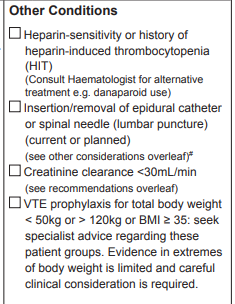 Other Conditions
Heparin-sensitivity or history of
heparin-induced thrombocytopenia
(HIT)
(Consult Haematologist for alternative
treatment e.g. danaparoid use)
Insertion/removal of epidural catheter
or spinal needle (lumbar puncture)
(current or planned)
(see other considerations overleaf)#
Creatinine clearance <30mL/min
(see recommendations overleaf)
VTE prophylaxis for total body weight
< 50kg or > 120kg or BMI ≥ 35: seek
specialist advice regarding these
patient groups. Evidence in extremes
of body weight is limited and careful
clinical consideration is required.